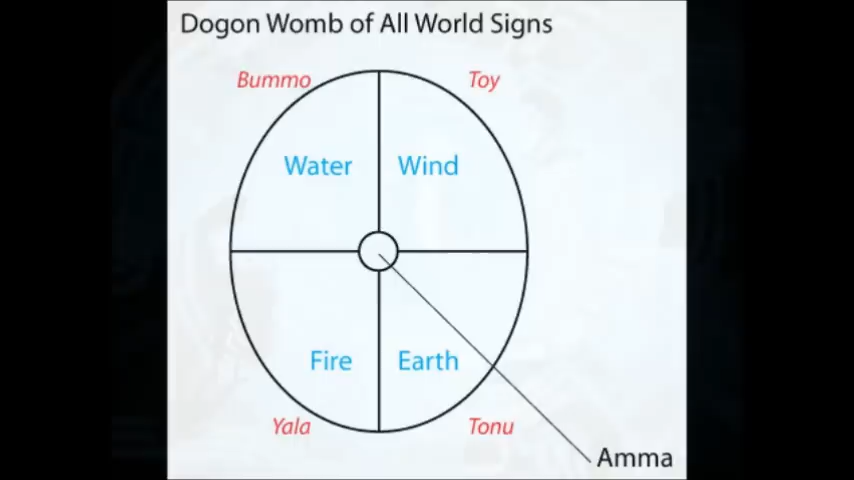 Dogon Womb of All World Signs
Bummo
Toy
Water
Wind
Fire
Earth
Yala
Tonu
Amma